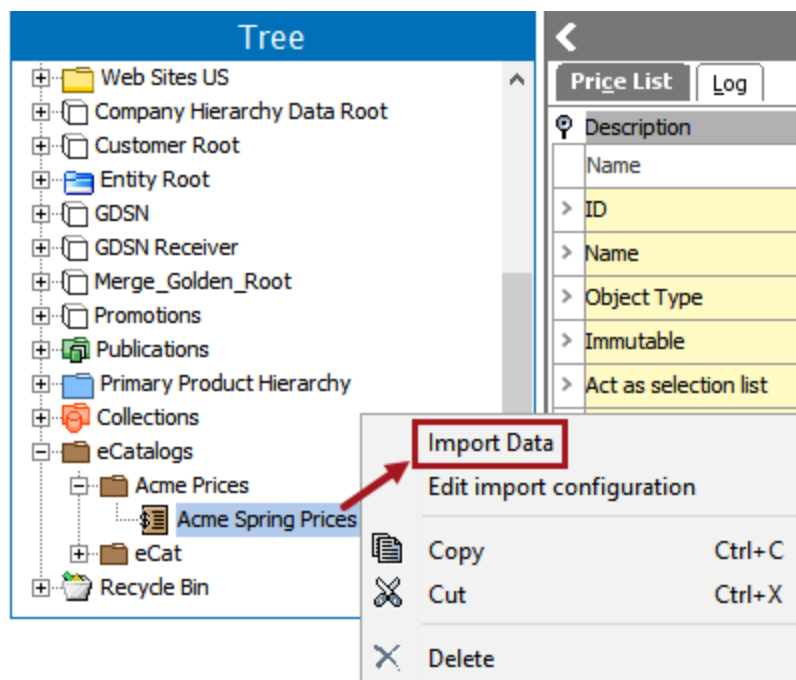 Tree
Web Sites US
Company Hierarchy Data Root
Customer Root
Entity Root
GDSN
GDSN Receiver
Merge_Golden_Root
Promotions
Publications
Primary Product Hierarchy
Collections
eCatalogs
Acme Prices
Acme Spring Prices
eCat
Recycle Bin
Price List Log
Description
Name
ID
Name
Object Type
Immutable
Act as selection list
Import Data
Edit import configuration
Copy Ctrl+C
Cut Ctrl+X
Delete